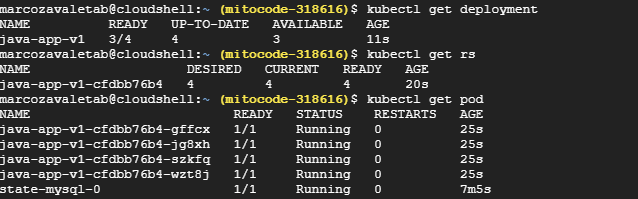 marcozavaletab@cloudshell:~ (mitocode-318616)$ kubectl get deployment
NAME READY UP-TO-DATE AVAILABLE AGE
java-app-v1 3/4 4 3 11s
marcozavaletab@cloudshell:~ (mitocode-318616)$ kubectl get rs
NAME DESIRED CURRENT READY AGE
java-app-v1-cfdbb76b4 4 4 4 20s
marcozavaletab@cloudshell:~ (mitocode-318616)$ kubectl get pod
NAME READY STATUS RESTARTS AGE
java-app-v1-cfdbb76b4-gffcx 1/1 Running 0 25s
java-app-v1-cfdbb76b4-jg8xh 1/1 Running 0 25s
java-app-v1-cfdbb76b4-szkfq 1/1 Running 0 25s
java-app-v1-cfdbb76b4-wzt8j 1/1 Running 0 25s
state-mysql-0 1/1 Running 0 7m5s